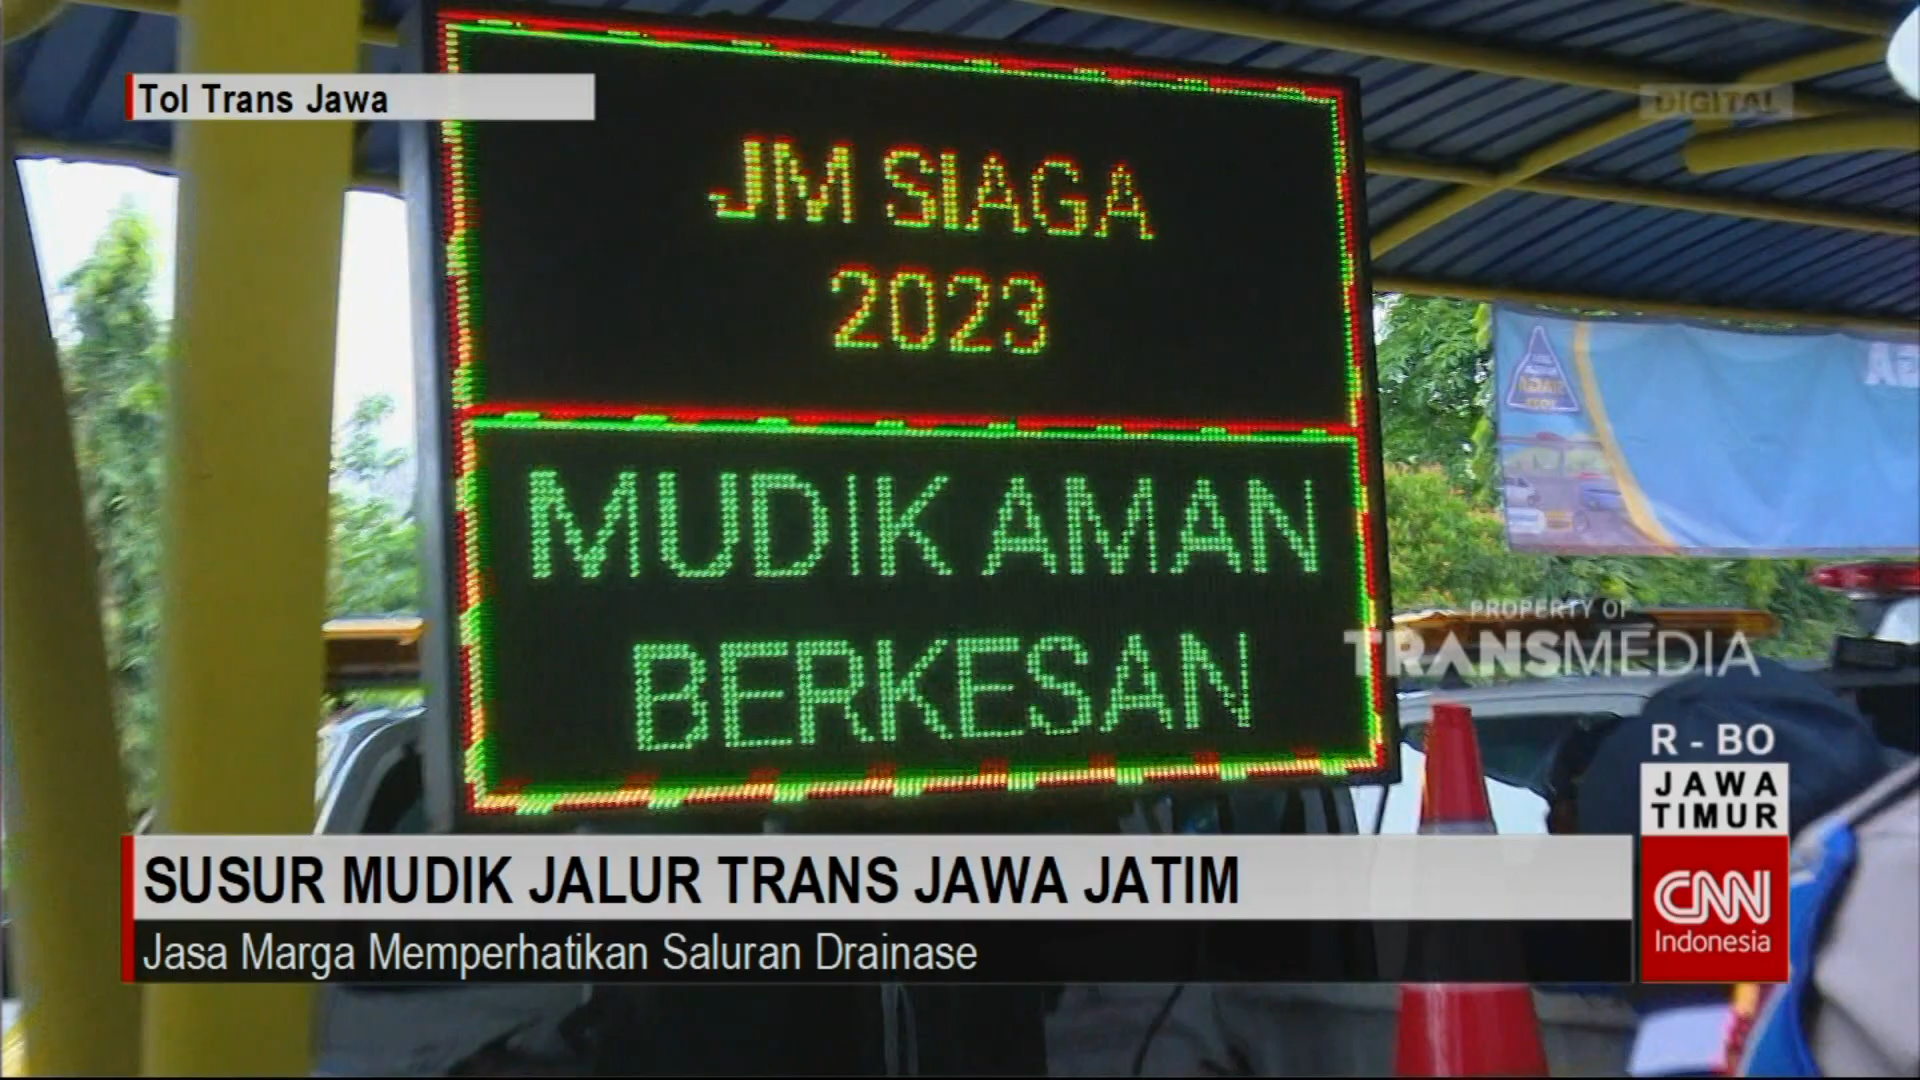 Tol Trans Jawa
DIGITAL
JM SIAGA
2023
MUDIK AMAN
BERKESAN
PROPERTY OF
TRANSMEDIA
R - BO
JAWA
TIMUR
SUSUR MUDIK JALUR TRANS JAWA JATIM
Jasa Marga Memperhatikan Saluran Drainase
CNN
Indonesia